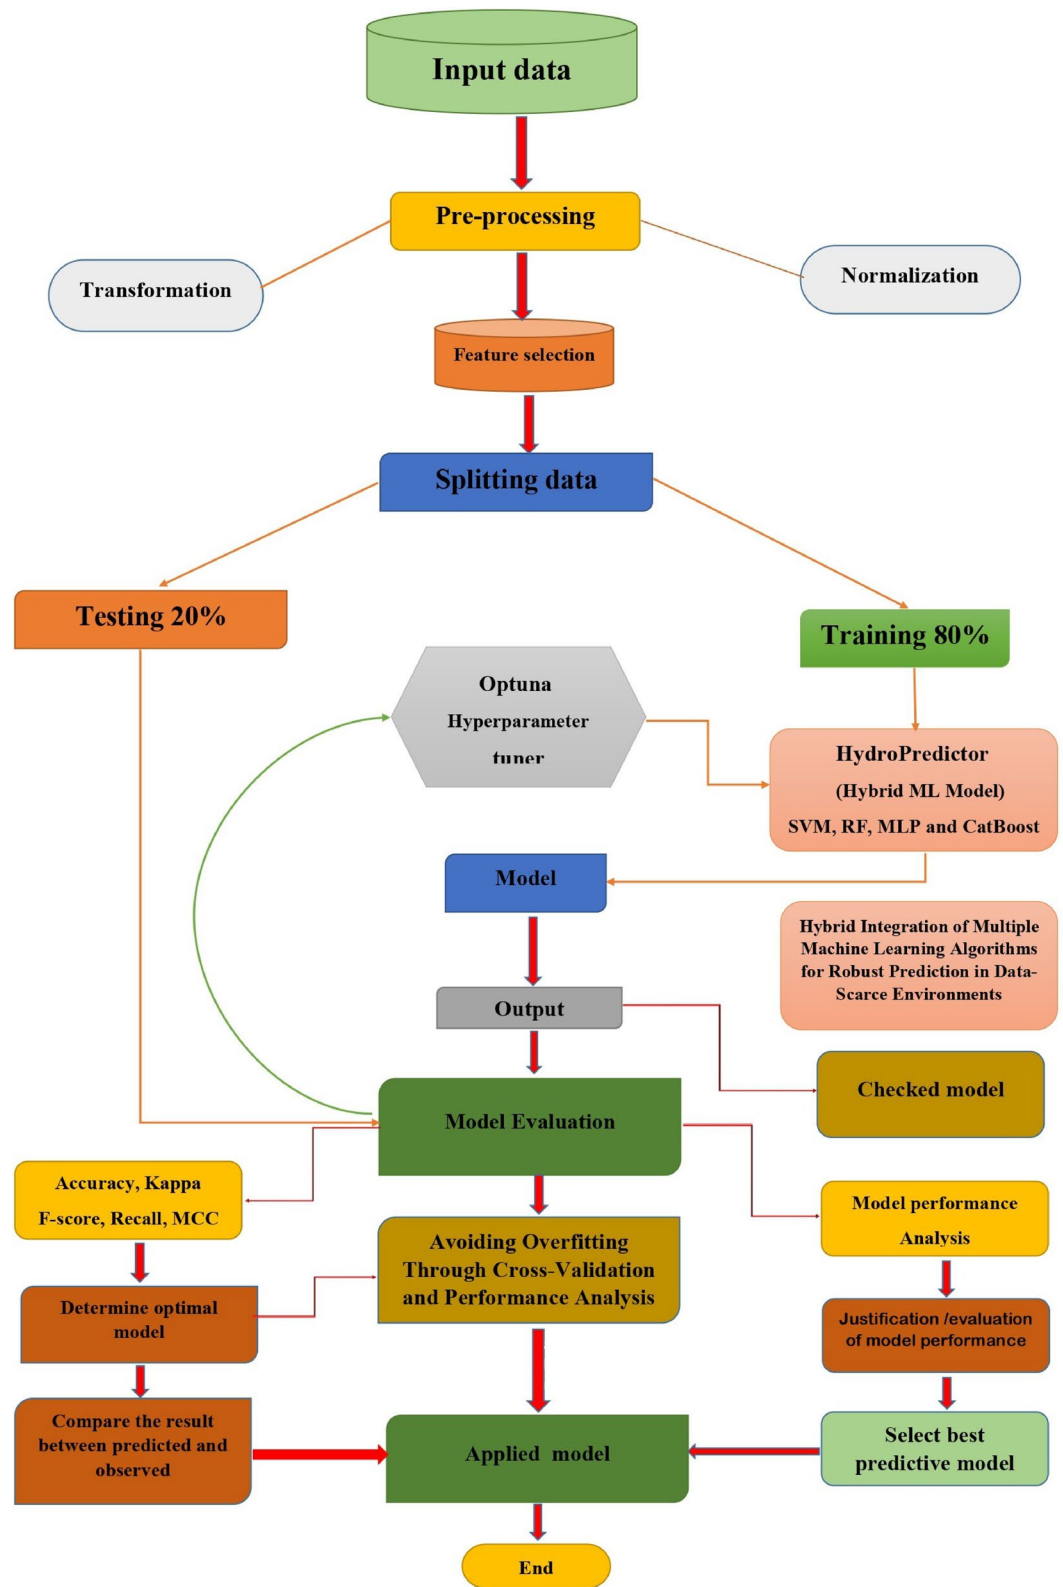 Input data
Pre-processing
Transformation
Normalization
Feature selection
Splitting data
Testing 20%
Training 80%
Optuna
Hyperparameter
tuner
HydroPredictor
(Hybrid ML Model)
SVM, RF, MLP and CatBoost
Model
Hybrid Integration of Multiple
Machine Learning Algorithms
for Robust Prediction in Data-
Scarce Environments
Output
Checked model
Model Evaluation
Accuracy, Kappa
F-score, Recall, MCC
Model performance
Analysis
Avoiding Overfitting
Through Cross-Validation
and Performance Analysis
Determine optimal
model
Justification /evaluation
of model performance
Compare the result
between predicted and
observed
Applied model
Select best
predictive model
End